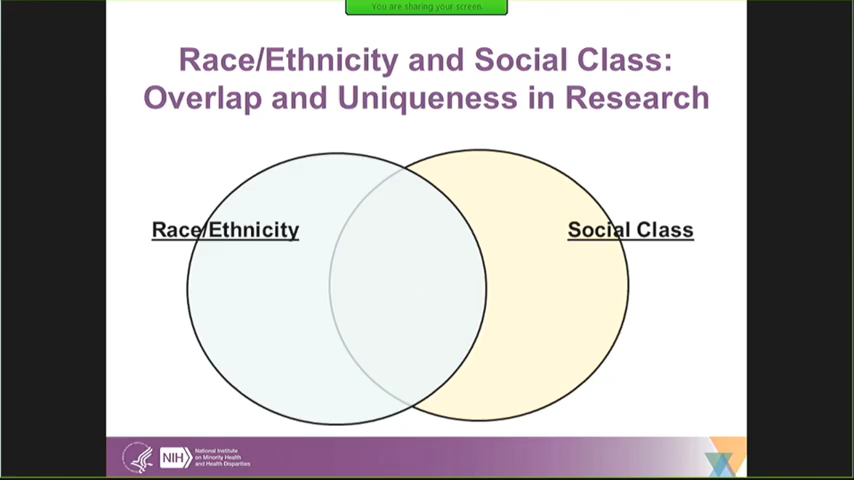 You are sharing your screen.
Race/Ethnicity and Social Class:
Overlap and Uniqueness in Research
Race/Ethnicity
Social Class
NIH
National Institute
on Minority Health
and Health Disparities